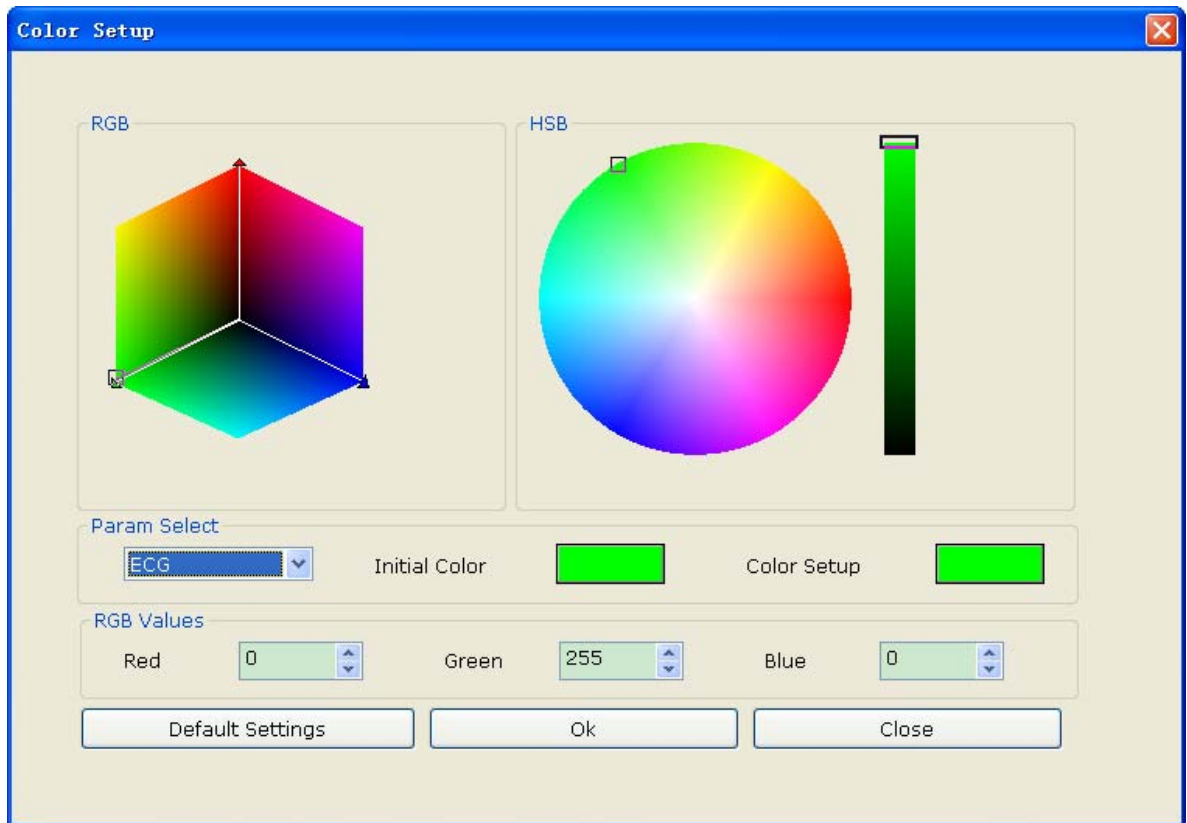 Color Setup
RGB
HSB
Param Select
ECG
Initial Color
Color Setup
RGB Values
Red
0
Green
255
Blue
0
Default Settings
Ok
Close